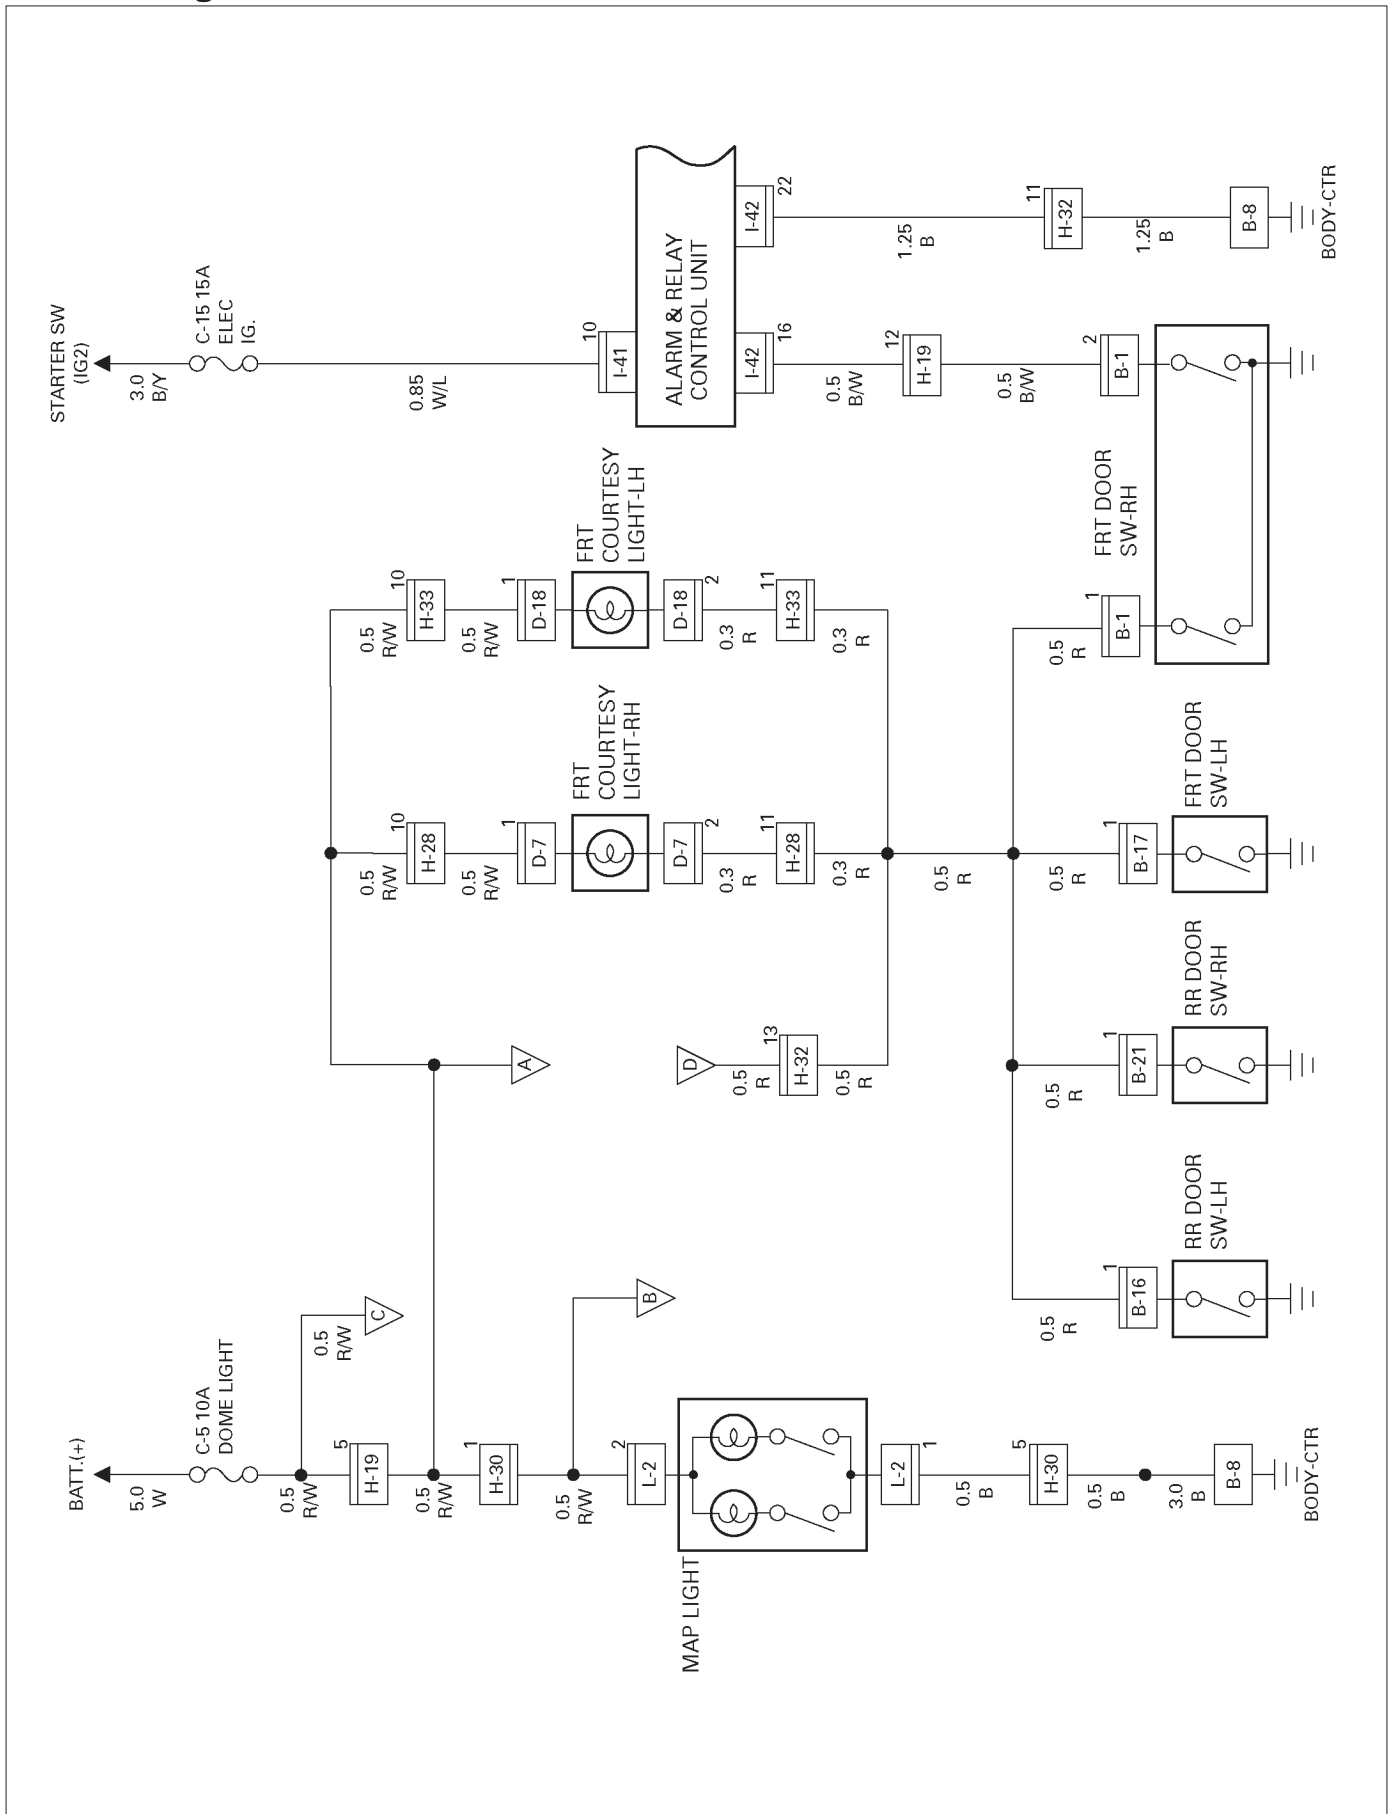 BATT.(+)
5.0
W
C-5 10A
DOME LIGHT
0.5
R/W
0.5
R/W
C
5
H-19
0.5
R/W
1
H-30
0.5
R/W
B
2
L-2
MAP LIGHT
L-2
1
0.5
B
5
H-30
0.5
B
3.0
B
B-8
BODY-CTR
A
D
13
0.5
R
H-32
0.5
R
0.5
R/W
10
H-28
0.5
R/W
1
D-7
FRT
COURTESY
LIGHT-RH
D-7
2
0.3
R
11
H-28
0.3
R
0.5
R/W
10
H-33
0.5
R/W
1
D-18
FRT
COURTESY
LIGHT-LH
D-18
2
0.3
R
11
H-33
0.3
R
0.5
R
0.5
R
1
B-16
RR DOOR
SW-LH
0.5
R
1
B-21
RR DOOR
SW-RH
0.5
R
1
B-17
FRT DOOR
SW-LH
0.5
R
1
B-1
FRT DOOR
SW-RH
STARTER SW
(IG2)
3.0
B/Y
C-15 15A
ELEC
IG.
0.85
W/L
10
I-41
ALARM & RELAY
CONTROL UNIT
I-42
16
0.5
B/W
12
H-19
0.5
B/W
2
B-1
I-42
22
1.25
B
11
H-32
1.25
B
B-8
BODY-CTR